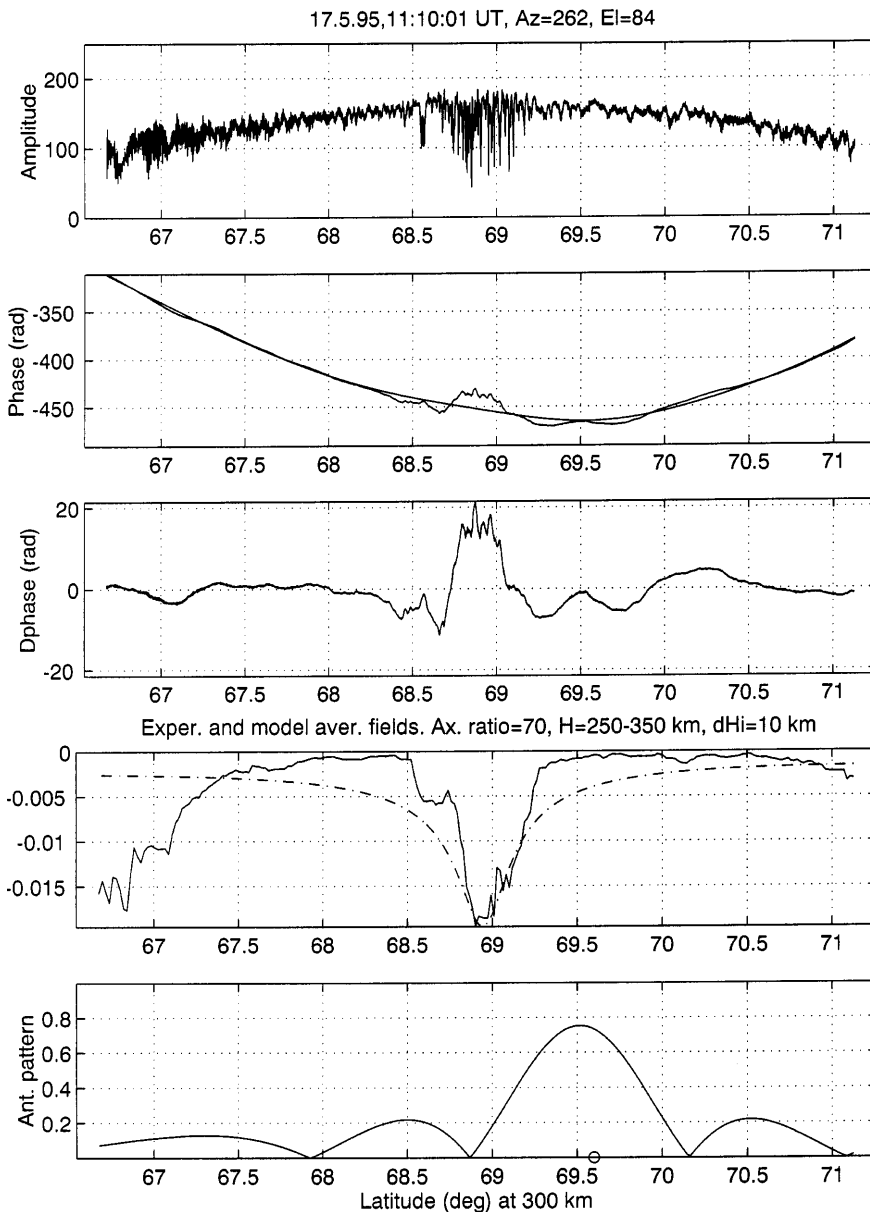 17.5.95,11:10:01 UT, Az=262, El=84
Amplitude
200
100
0
67 67.5 68 68.5 69 69.5 70 70.5 71
Phase (rad)
-350
-400
-450
67 67.5 68 68.5 69 69.5 70 70.5 71
Dphase (rad)
20
0
-20
67 67.5 68 68.5 69 69.5 70 70.5 71
Exper. and model aver. fields. Ax. ratio=70, H=250-350 km, dHi=10 km
0
-0.005
-0.01
-0.015
67 67.5 68 68.5 69 69.5 70 70.5 71
Ant. pattern
0.8
0.6
0.4
0.2
67 67.5 68 68.5 69 69.5 70 70.5 71
Latitude (deg) at 300 km